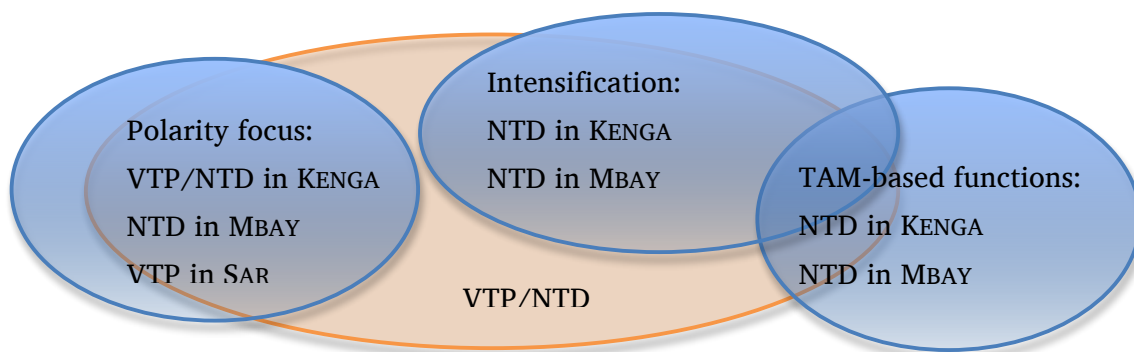 Polarity focus:
VTP/NTD in KENGA
NTD in MBAY
VTP in SAR
Intensification:
NTD in KENGA
NTD in MBAY
TAM-based functions:
NTD in KENGA
NTD in MBAY
VTP/NTD